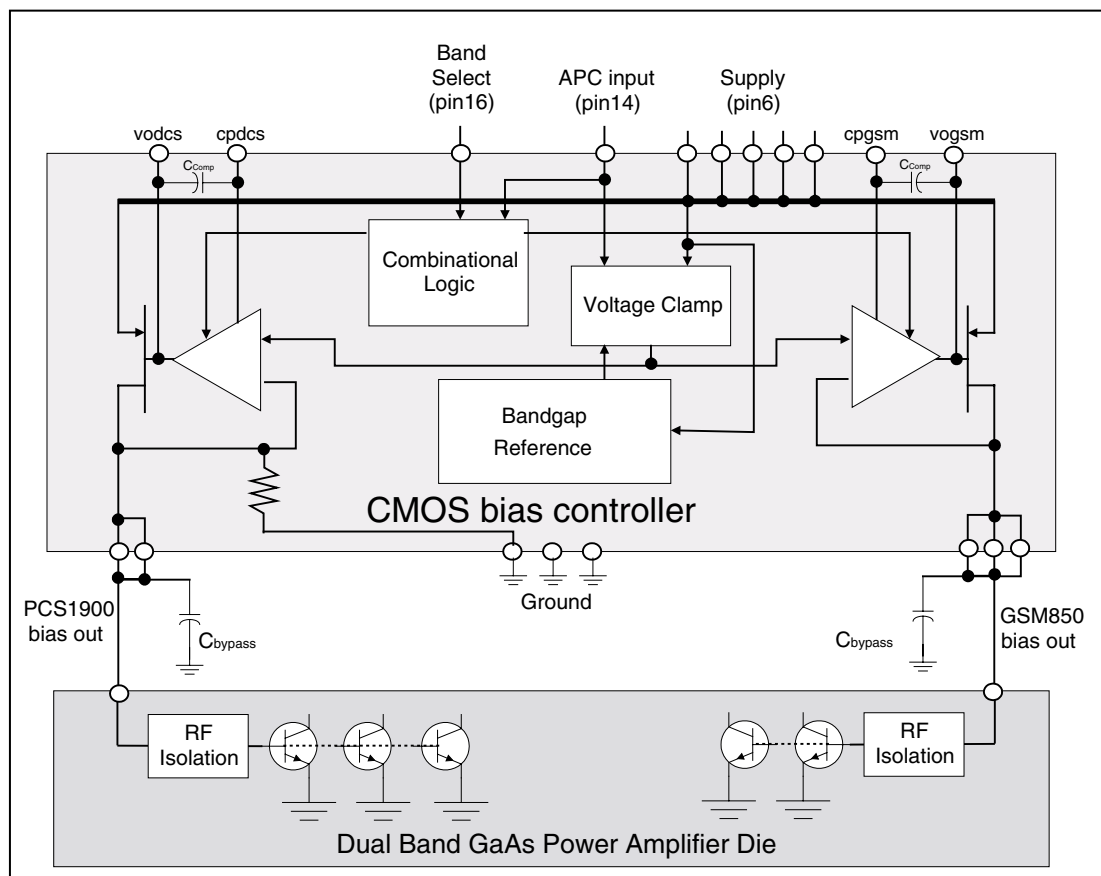 Band
Select
(pin16)
APC input
(pin14)
Supply
(pin6)
vodcs
cpdcs
cpgsm
vogsm
CComp
CComp
Combinational
Logic
Voltage Clamp
Bandgap
Reference
CMOS bias controller
Ground
PCS1900
bias out
Cbypass
Cbypass
GSM850
bias out
RF
Isolation
RF
Isolation
Dual Band GaAs Power Amplifier Die